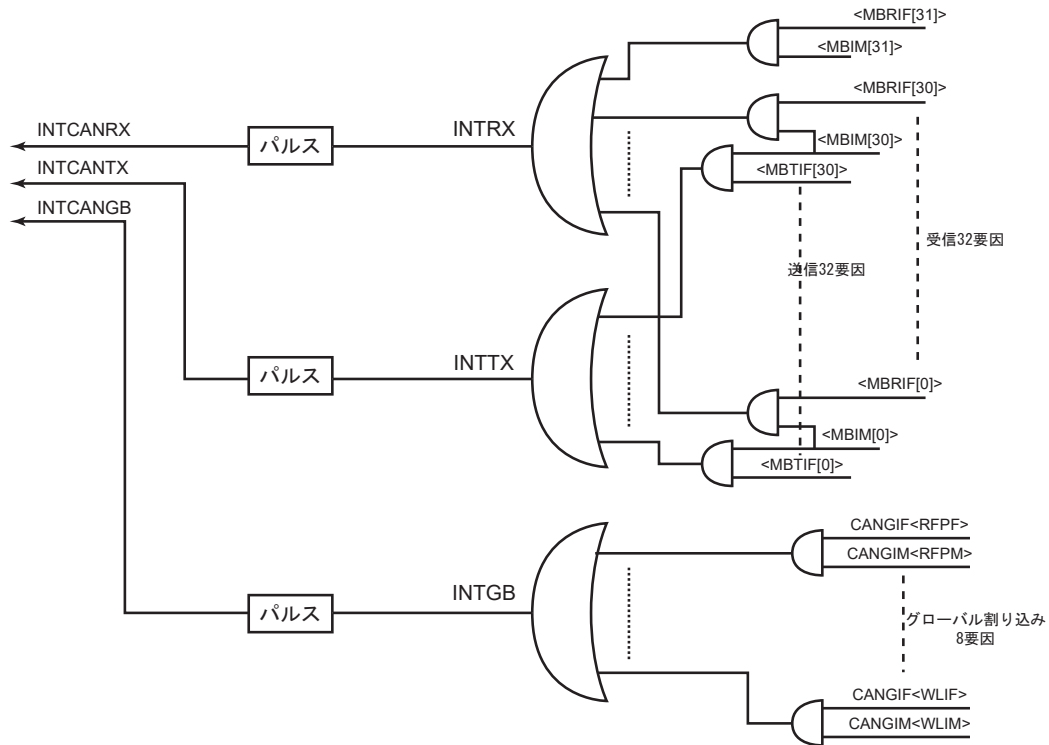 <MBRIF[31]>
<MBIM[31]>
<MBRIF[30]>
INTCANRX
パルス
INTRX
<MBIM[30]>
INTCANTX
<MBTIF[30]>
INTCANGB
受信32要因
送信32要因
INTTX
パルス
<MBRIF[0]>
<MBIM[0]>
<MBTIF[0]>
CANGIF<RFPF>
CANGIM<RFPM>
INTGB
パルス
グローバル割り込み
8要因
CANGIF<WLIF>
CANGIM<WLIM>